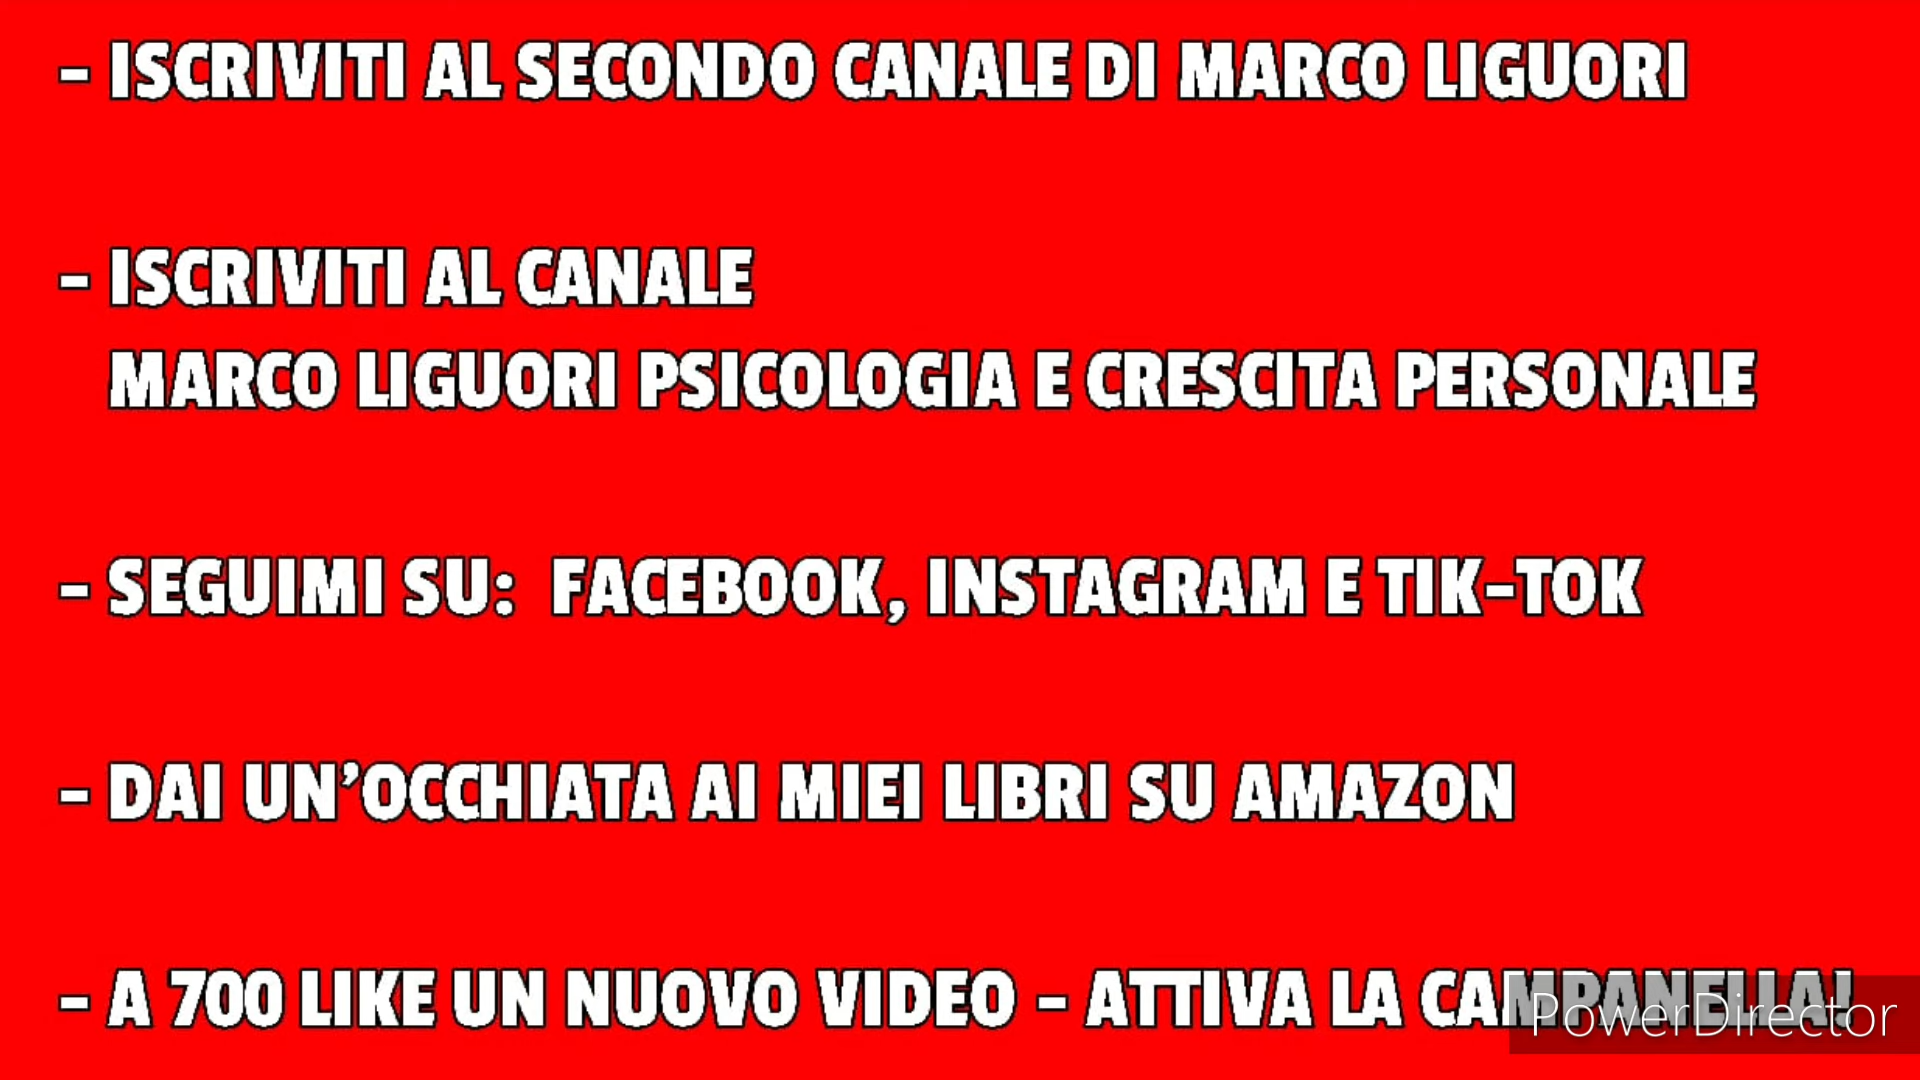 - ISCRIVITI AL SECONDO CANALE DI MARCO LIGUORI
- ISCRIVITI AL CANALE
MARCO LIGUORI PSICOLOGIA E CRESCITA PERSONALE
- SEGUIMI SU: FACEBOOK, INSTAGRAM E TIK-TOK
- DAI UN'OCCHIATA AI MIEI LIBRI SU AMAZON
- A 700 LIKE UN NUOVO VIDEO - ATTIVA LA CAMPANELLA!
PowerDirector